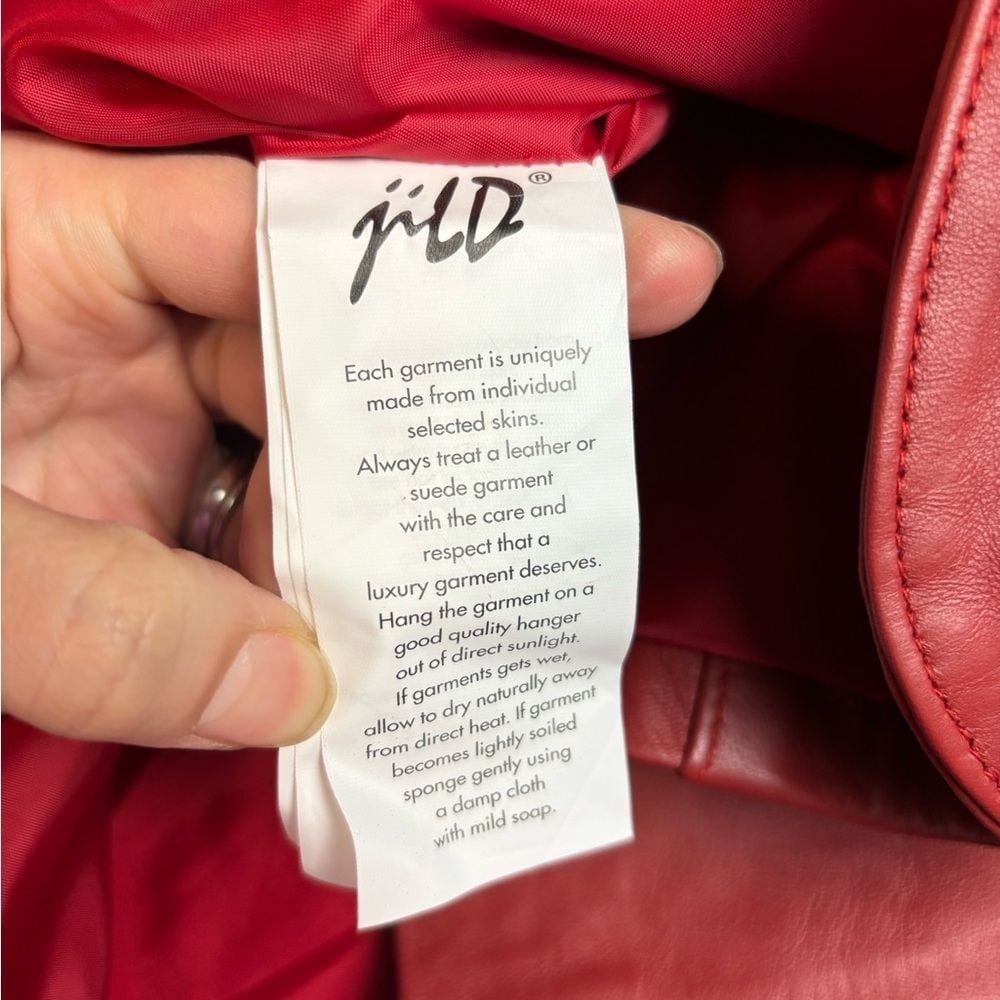 jilD®
Each garment is uniquely
made from individual
selected skins.
Always treat a leather or
suede garment
with the care and
respect that a
luxury garment deserves.
Hang the garment on a
good quality hanger
out of direct sunlight.
If garments gets wet,
allow to dry naturally away
from direct heat. If garment
becomes lightly soiled
sponge gently using
a damp cloth
with mild soap.